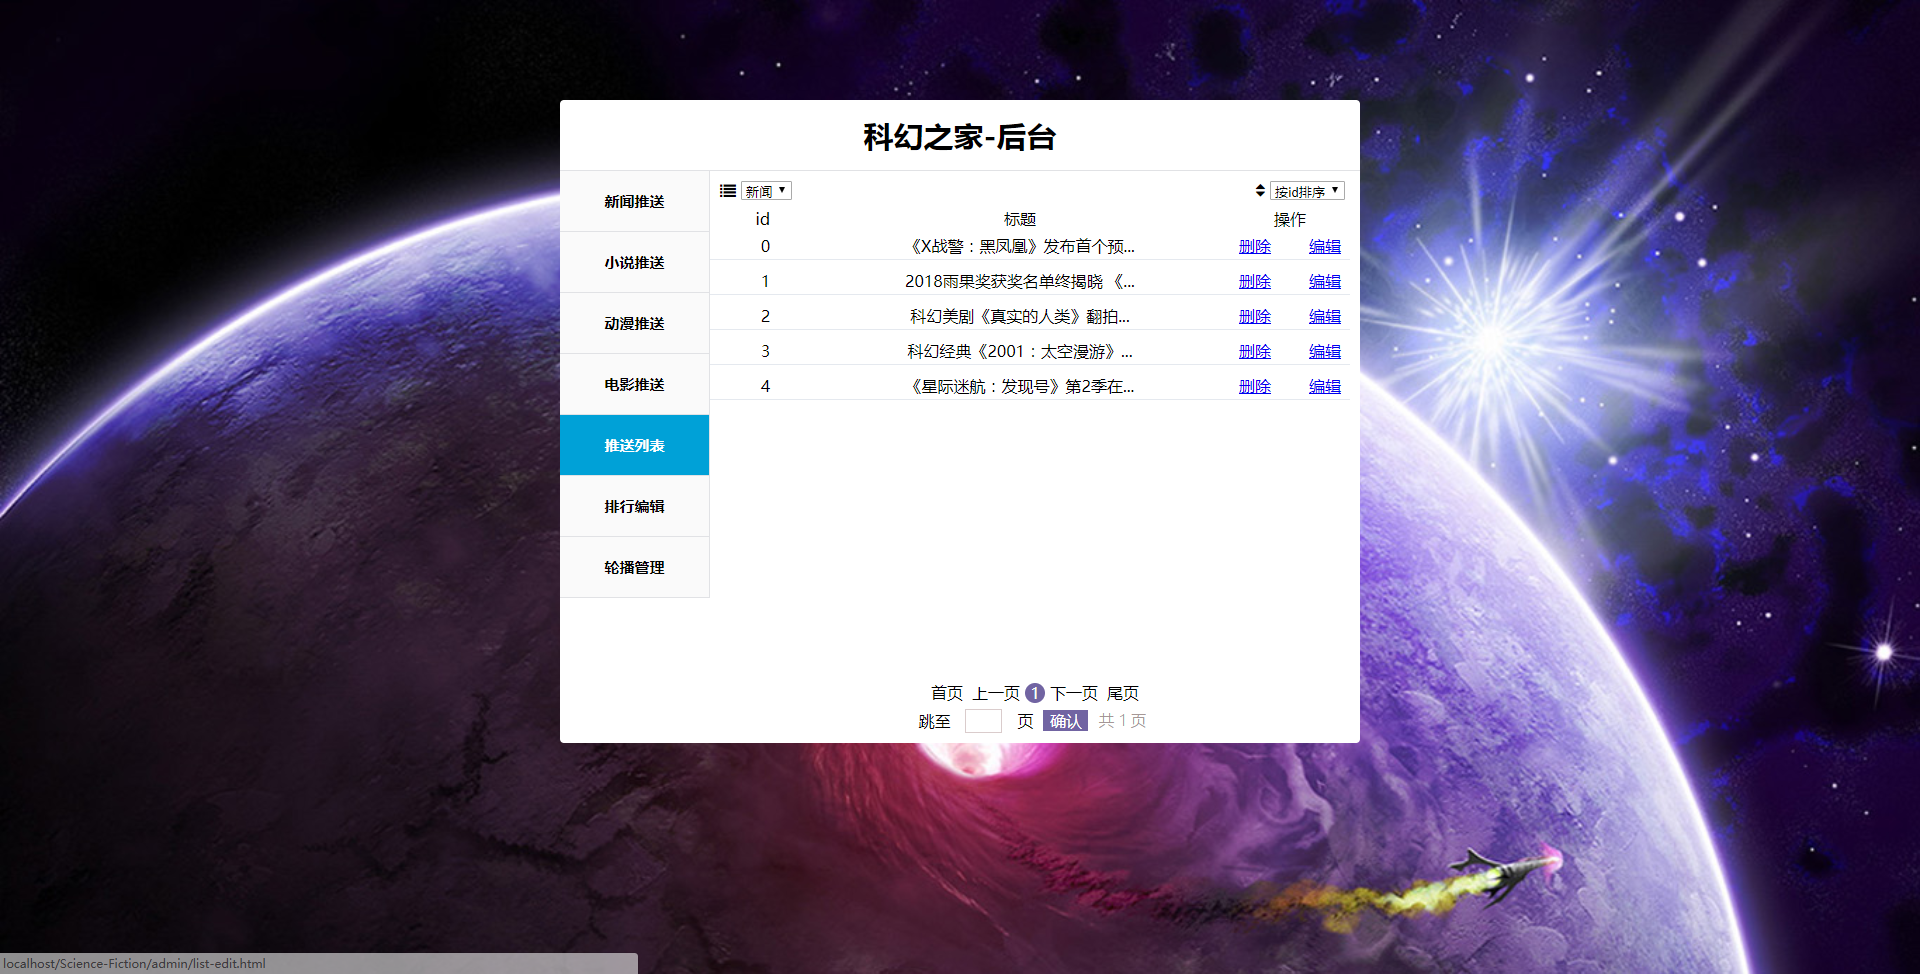 科幻之家-后台
新闻推送
小说推送
动漫推送
电影推送
推送列表
排行编辑
轮播管理
新闻 按id排序
id 标题 操作
0 《X战警：黑凤凰》发布首个预... 删除 编辑
1 2018雨果奖获奖名单终揭晓 《... 删除 编辑
2 科幻美剧《真实的人类》翻拍... 删除 编辑
3 科幻经典《2001：太空漫游》... 删除 编辑
4 《星际迷航：发现号》第2季在... 删除 编辑
首页 上一页 1 下一页 尾页
跳至 页 确认 共 1 页
localhost/Science-Fiction/admin/list-edit.html